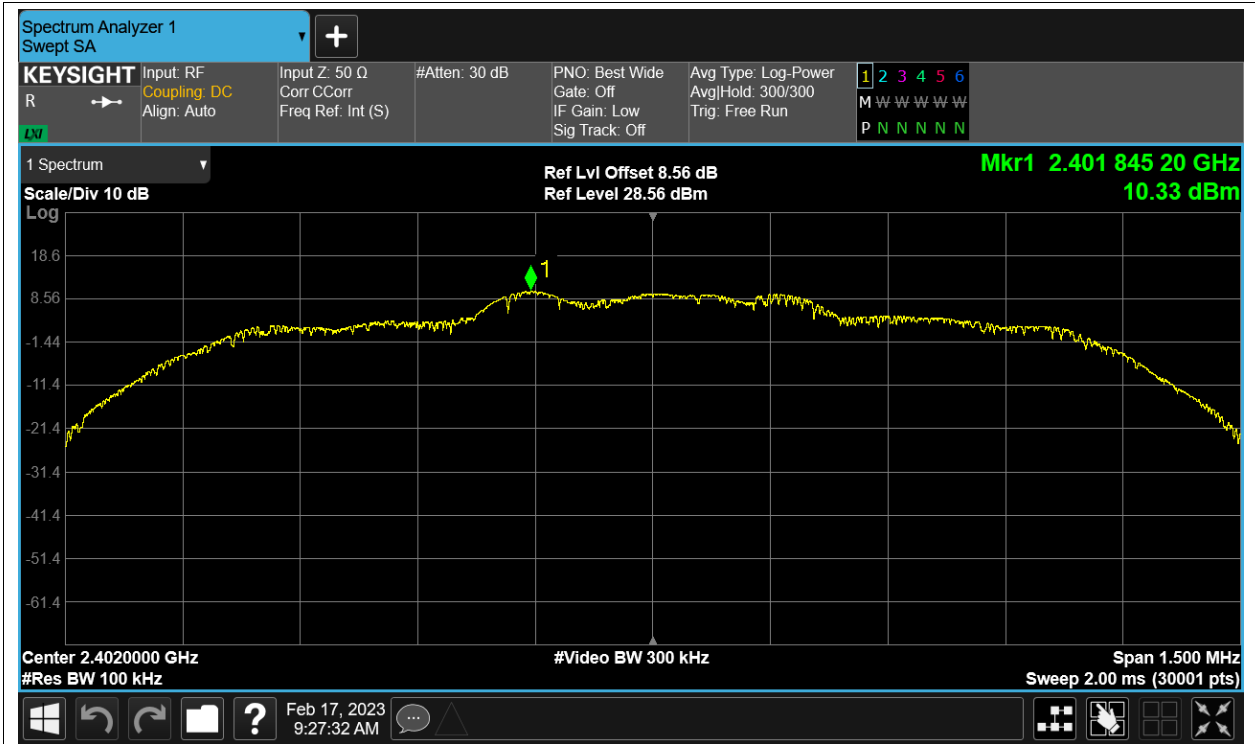 Spectrum Analyzer 1
Swept SA
KEYSIGHT
R
LXI
Input: RF
Coupling: DC
Align: Auto
Input Z: 50 Ω
Corr CCorr
Freq Ref: Int (S)
#Atten: 30 dB
PNO: Best Wide
Gate: Off
IF Gain: Low
Sig Track: Off
Avg Type: Log-Power
Avg|Hold: 300/300
Trig: Free Run
1 2 3 4 5 6
M W W W W W
P N N N N N
1 Spectrum
Scale/Div 10 dB
Log
Ref Lvl Offset 8.56 dB
Ref Level 28.56 dBm
Mkr1 2.401 845 20 GHz
10.33 dBm
1
18.6
8.56
-1.44
-11.4
-21.4
-31.4
-41.4
-51.4
-61.4
Center 2.4020000 GHz
#Res BW 100 kHz
#Video BW 300 kHz
Span 1.500 MHz
Sweep 2.00 ms (30001 pts)
?
Feb 17, 2023
9:27:32 AM